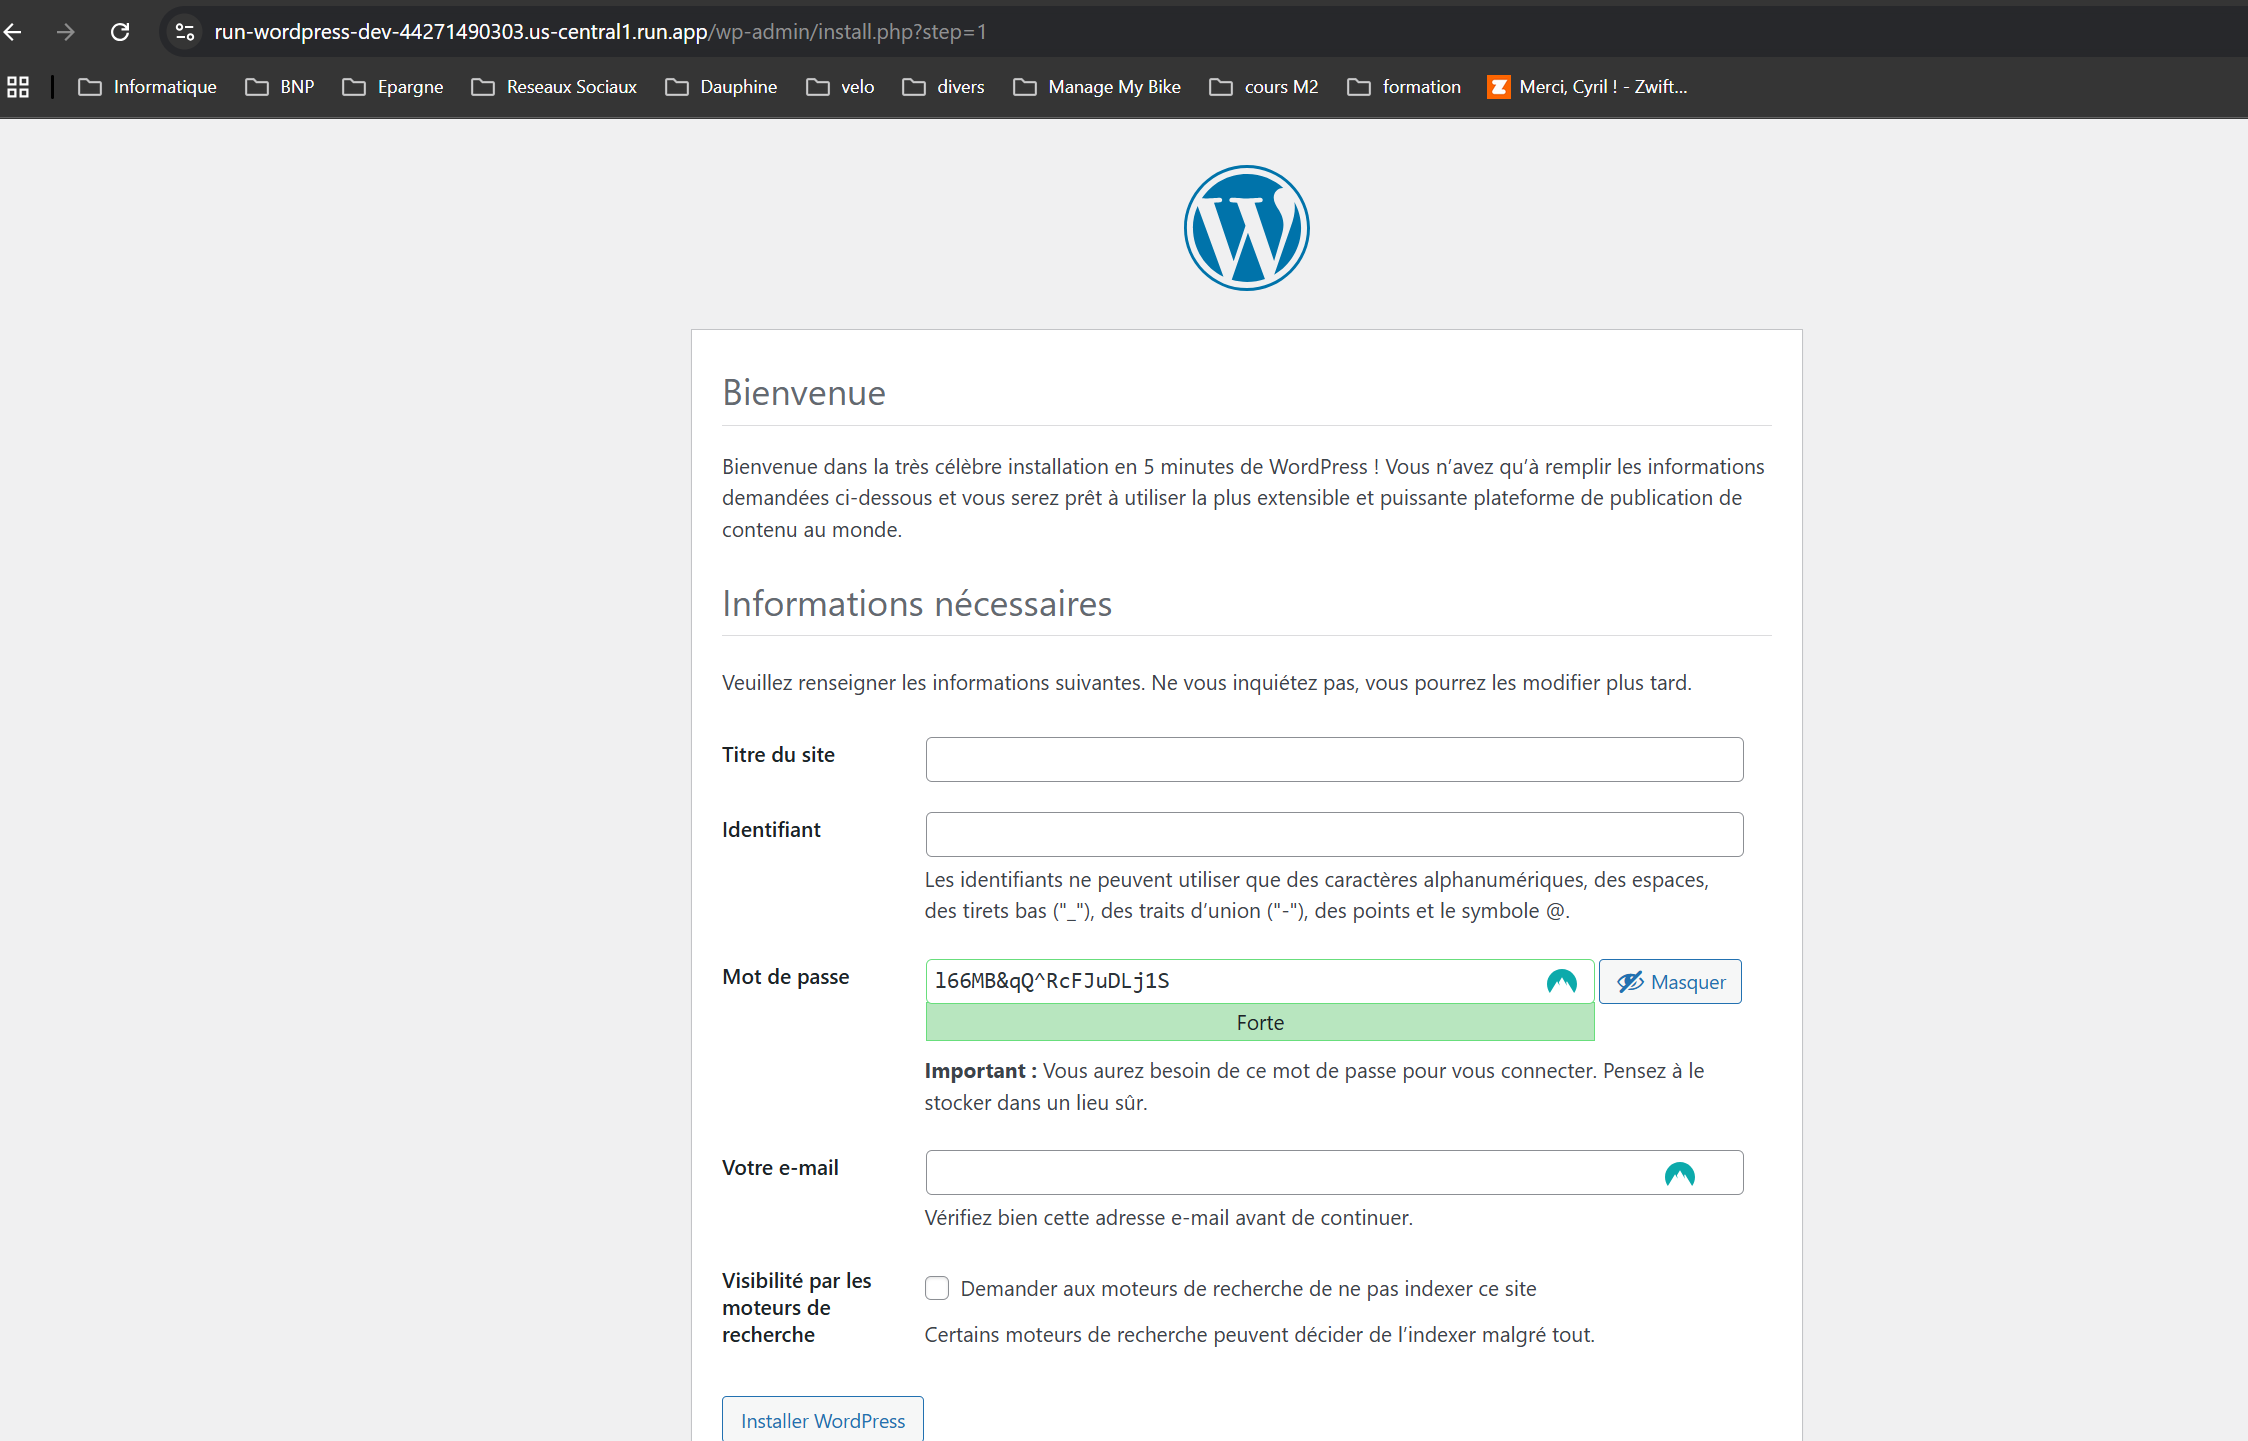 run-wordpress-dev-44271490303.us-central1.run.app/wp-admin/install.php?step=1
Informatique BNP Epargne Reseaux Sociaux Dauphine velo divers Manage My Bike cours M2 formation Merci, Cyril ! - Zwift...
Bienvenue
Bienvenue dans la très célèbre installation en 5 minutes de WordPress ! Vous n’avez qu’à remplir les informations
demandées ci-dessous et vous serez prêt à utiliser la plus extensible et puissante plateforme de publication de
contenu au monde.
Informations nécessaires
Veuillez renseigner les informations suivantes. Ne vous inquiétez pas, vous pourrez les modifier plus tard.
Titre du site
Identifiant
Les identifiants ne peuvent utiliser que des caractères alphanumériques, des espaces,
des tirets bas ("_"), des traits d’union ("-"), des points et le symbole @.
Mot de passe
l66MB&qQ^RcFJuDLj1S
Masquer
Forte
Important : Vous aurez besoin de ce mot de passe pour vous connecter. Pensez à le
stocker dans un lieu sûr.
Votre e-mail
Vérifiez bien cette adresse e-mail avant de continuer.
Visibilité par les
moteurs de
recherche
Demander aux moteurs de recherche de ne pas indexer ce site
Certains moteurs de recherche peuvent décider de l’indexer malgré tout.
Installer WordPress